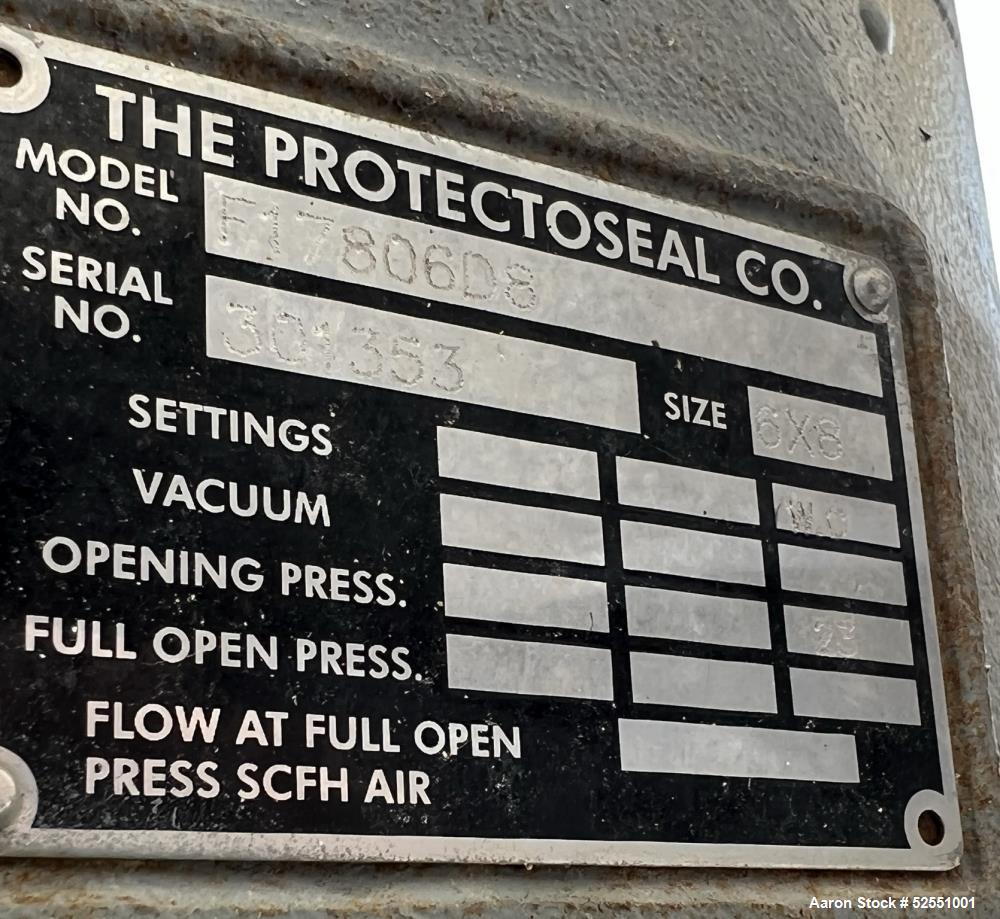 THE PROTECTOSEAL CO.
MODEL NO. F17806D8
SERIAL NO. 301353
SIZE 6X8
SETTINGS
VACUUM
OPENING PRESS.
FULL OPEN PRESS.
FLOW AT FULL OPEN
PRESS SCFH AIR
Aaron Stock # 52551001